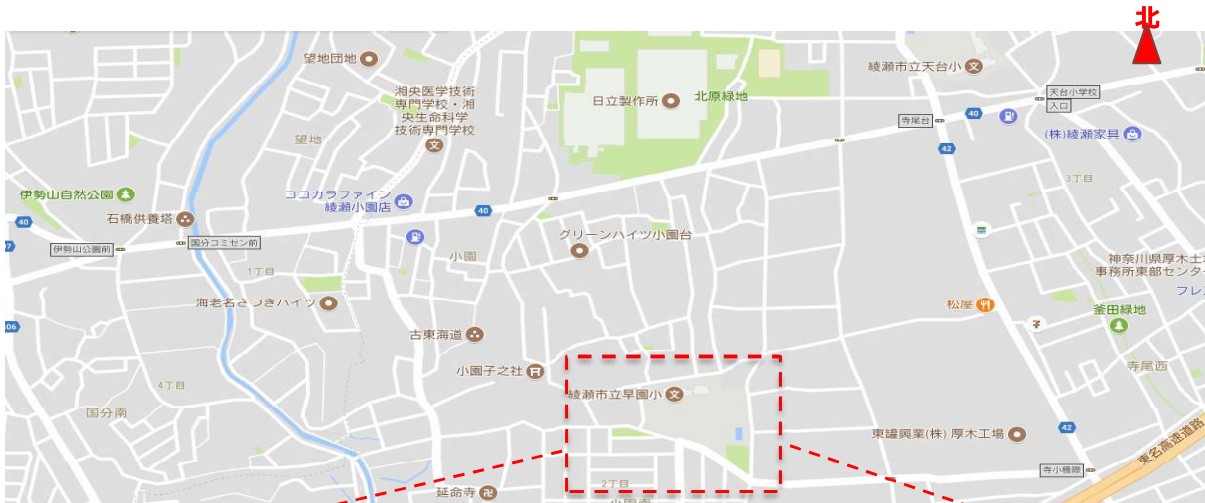 北
望地団地
綾瀬市立天台小
湘央医学技術
専門学校・湘
央生命科学
技術専門学校
日立製作所
北原緑地
天台小学校
入口
40
寺尾台
42
(株)綾瀬家具
望地
3丁目
伊勢山自然公園
ココカラファイン
綾瀬小園店
石橋供養塔
40
40
国分コミセン前
伊勢山公園前
グリーンハイツ小園台
小園
1丁目
神奈川県厚木土
事務所東部センタ
海老名さつきハイツ
松屋
フレ
釜田緑地
古東海道
小園子之社
寺尾西
4丁目
綾瀬市立早園小
国分南
東罐興業(株) 厚木工場
42
東名高速道路
寺小橋際
2丁目
延命寺